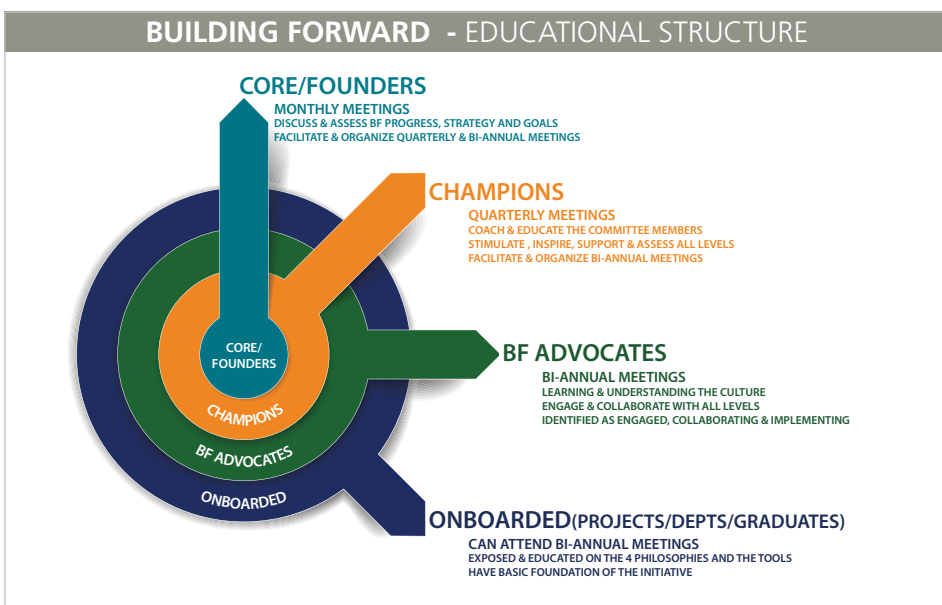 BUILDING FORWARD - EDUCATIONAL STRUCTURE
CORE/FOUNDERS
MONTHLY MEETINGS
DISCUSS & ASSESS BF PROGRESS, STRATEGY AND GOALS
FACILITATE & ORGANIZE QUARTERLY & BI-ANNUAL MEETINGS
CHAMPIONS
QUARTERLY MEETINGS
COACH & EDUCATE THE COMMITTEE MEMBERS
STIMULATE , INSPIRE, SUPPORT & ASSESS ALL LEVELS
FACILITATE & ORGANIZE BI-ANNUAL MEETINGS
BF ADVOCATES
BI-ANNUAL MEETINGS
LEARNING & UNDERSTANDING THE CULTURE
ENGAGE & COLLABORATE WITH ALL LEVELS
IDENTIFIED AS ENGAGED, COLLABORATING & IMPLEMENTING
ONBOARDED(PROJECTS/DEPTS/GRADUATES)
CAN ATTEND BI-ANNUAL MEETINGS
EXPOSED & EDUCATED ON THE 4 PHILOSOPHIES AND THE TOOLS
HAVE BASIC FOUNDATION OF THE INITIATIVE
CORE/
FOUNDERS
CHAMPIONS
BF ADVOCATES
ONBOARDED